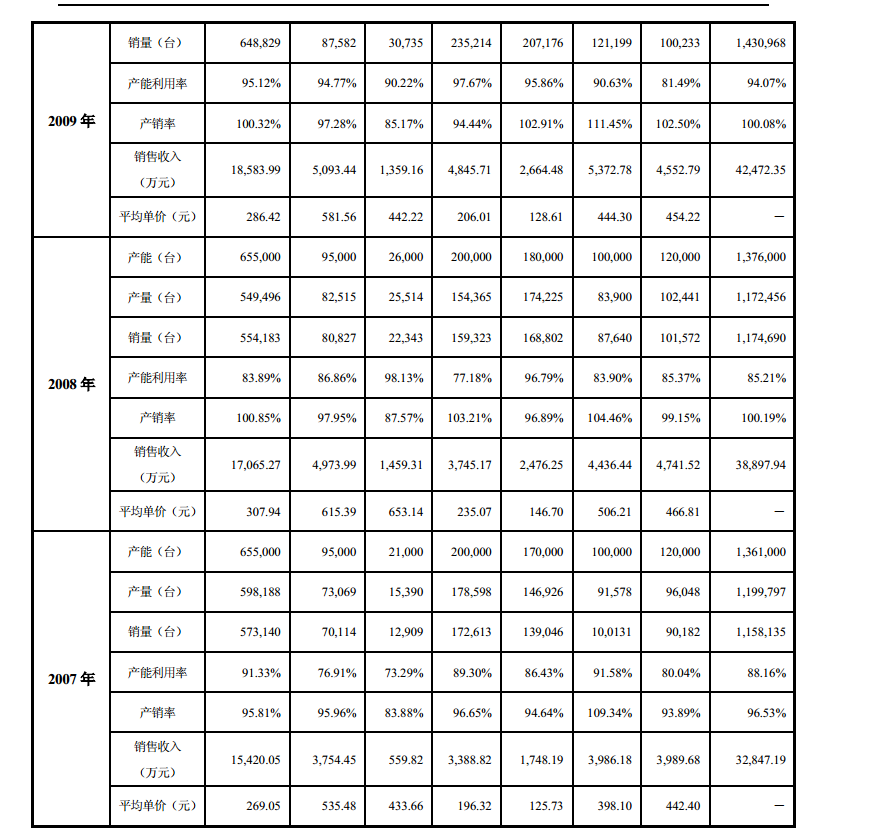 销量（台） 648,829 87,582 30,735 235,214 207,176 121,199 100,233 1,430,968
产能利用率 95.12% 94.77% 90.22% 97.67% 95.86% 90.63% 81.49% 94.07%
2009 年
产销率 100.32% 97.28% 85.17% 94.44% 102.91% 111.45% 102.50% 100.08%
销售收入
（万元）
18,583.99 5,093.44 1,359.16 4,845.71 2,664.48 5,372.78 4,552.79 42,472.35
平均单价（元） 286.42 581.56 442.22 206.01 128.61 444.30 454.22 －
产能（台） 655,000 95,000 26,000 200,000 180,000 100,000 120,000 1,376,000
产量（台） 549,496 82,515 25,514 154,365 174,225 83,900 102,441 1,172,456
销量（台） 554,183 80,827 22,343 159,323 168,802 87,640 101,572 1,174,690
2008 年
产能利用率 83.89% 86.86% 98.13% 77.18% 96.79% 83.90% 85.37% 85.21%
产销率 100.85% 97.95% 87.57% 103.21% 96.89% 104.46% 99.15% 100.19%
销售收入
（万元）
17,065.27 4,973.99 1,459.31 3,745.17 2,476.25 4,436.44 4,741.52 38,897.94
平均单价（元） 307.94 615.39 653.14 235.07 146.70 506.21 466.81 －
产能（台） 655,000 95,000 21,000 200,000 170,000 100,000 120,000 1,361,000
产量（台） 598,188 73,069 15,390 178,598 146,926 91,578 96,048 1,199,797
销量（台） 573,140 70,114 12,909 172,613 139,046 10,0131 90,182 1,158,135
2007 年
产能利用率 91.33% 76.91% 73.29% 89.30% 86.43% 91.58% 80.04% 88.16%
产销率 95.81% 95.96% 83.88% 96.65% 94.64% 109.34% 93.89% 96.53%
销售收入
（万元）
15,420.05 3,754.45 559.82 3,388.82 1,748.19 3,986.18 3,989.68 32,847.19
平均单价（元） 269.05 535.48 433.66 196.32 125.73 398.10 442.40 －